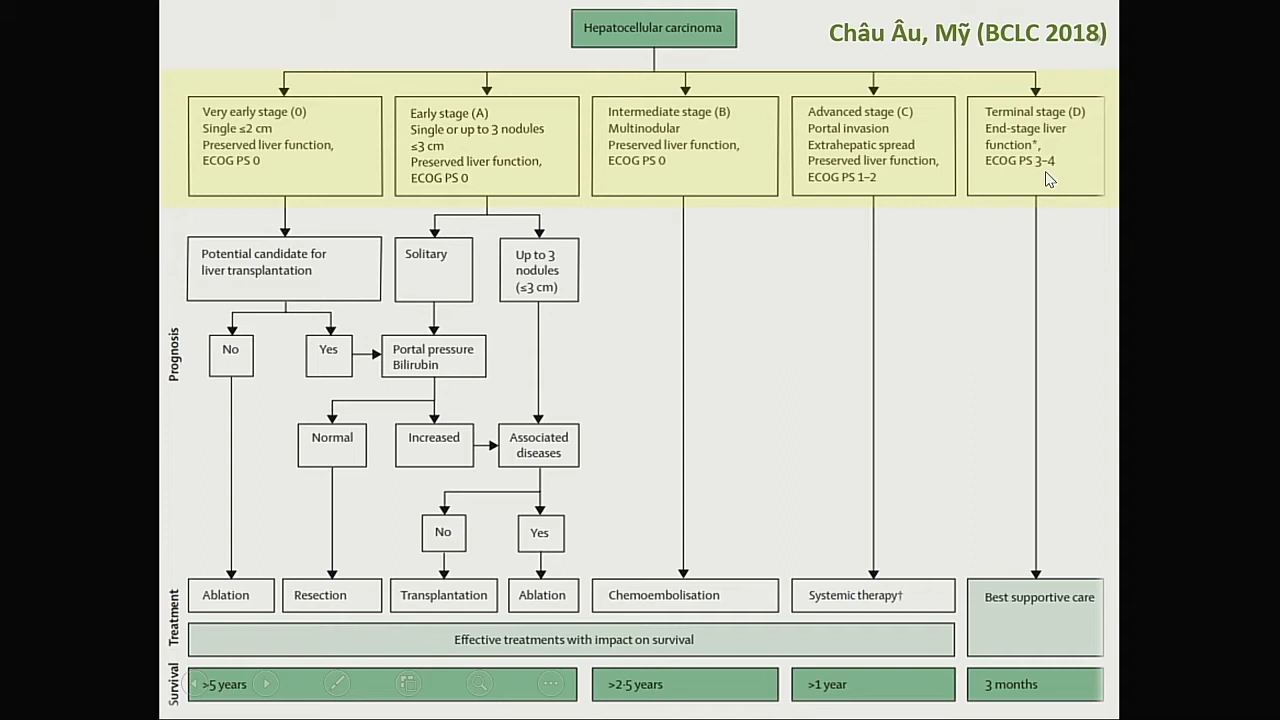 Hepatocellular carcinoma
Châu Âu, Mỹ (BCLC 2018)
Very early stage (0)
Single ≤2 cm
Preserved liver function,
ECOG PS 0
Early stage (A)
Single or up to 3 nodules
≤3 cm
Preserved liver function,
ECOG PS 0
Intermediate stage (B)
Multinodular
Preserved liver function,
ECOG PS 0
Advanced stage (C)
Portal invasion
Extrahepatic spread
Preserved liver function,
ECOG PS 1–2
Terminal stage (D)
End-stage liver
function*,
ECOG PS 3–4
Prognosis
Potential candidate for
liver transplantation
Solitary
Up to 3
nodules
(≤3 cm)
No
Yes
Portal pressure
Bilirubin
Normal
Increased
Associated
diseases
No
Yes
Treatment
Ablation
Resection
Transplantation
Ablation
Chemoembolisation
Systemic therapy†
Best supportive care
Effective treatments with impact on survival
Survival
>5 years
>2·5 years
>1 year
3 months